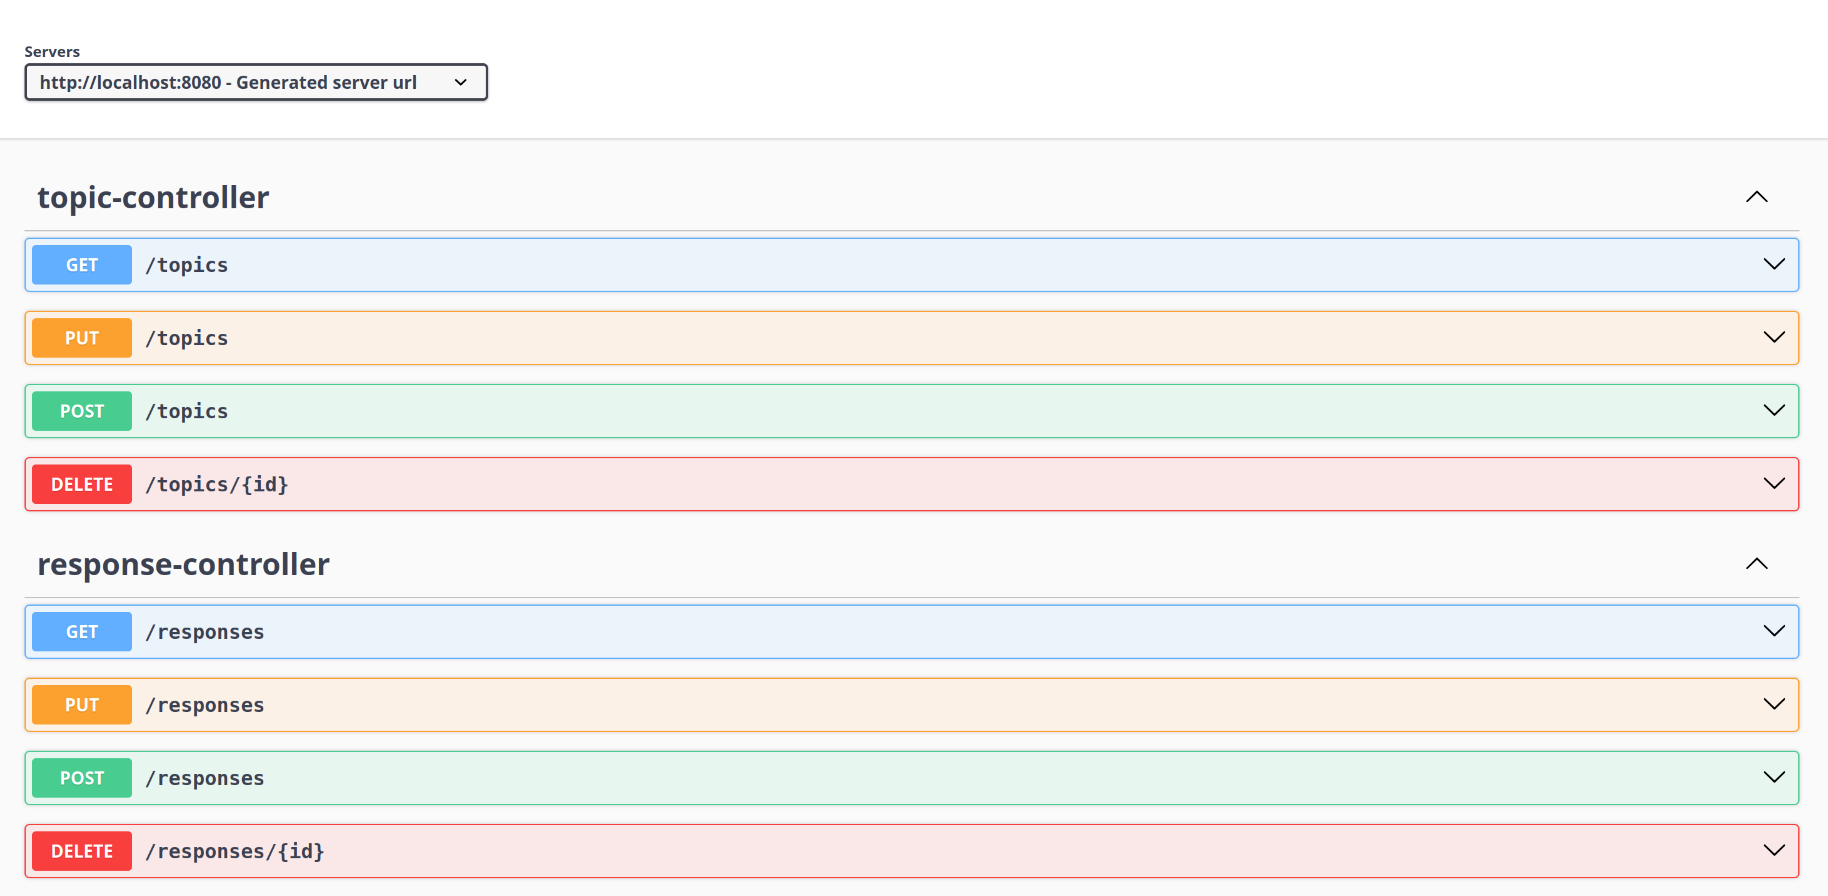 Servers
http://localhost:8080 - Generated server url
topic-controller
GET /topics
PUT /topics
POST /topics
DELETE /topics/{id}
response-controller
GET /responses
PUT /responses
POST /responses
DELETE /responses/{id}